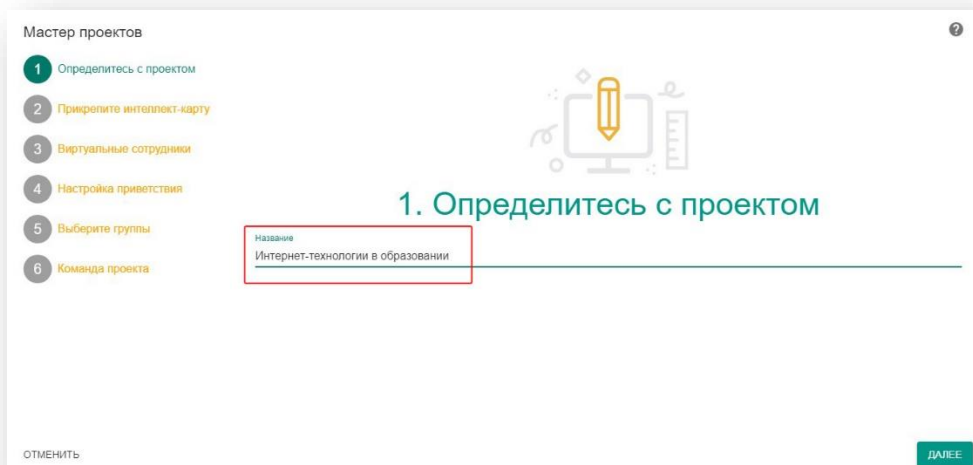 Мастер проектов
1 Определитесь с проектом
2 Прикрепите интеллект-карту
3 Виртуальные сотрудники
4 Настройка приветствия
5 Выберите группы
6 Команда проекта
1. Определитесь с проектом
Название
Интернет-технологии в образовании
ОТМЕНИТЬ
ДАЛЕЕ